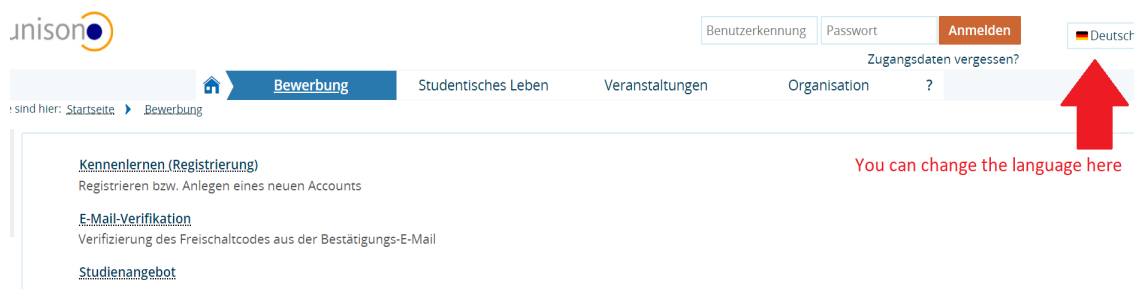 unisono
Benutzerkennung Passwort Anmelden Deutsch
Zugangsdaten vergessen?
Bewerbung Studentisches Leben Veranstaltungen Organisation ?
sind hier: Startseite Bewerbung
Kennenlernen (Registrierung)
Registrieren bzw. Anlegen eines neuen Accounts
You can change the language here
E-Mail-Verifikation
Verifizierung des Freischaltcodes aus der Bestätigungs-E-Mail
Studienangebot